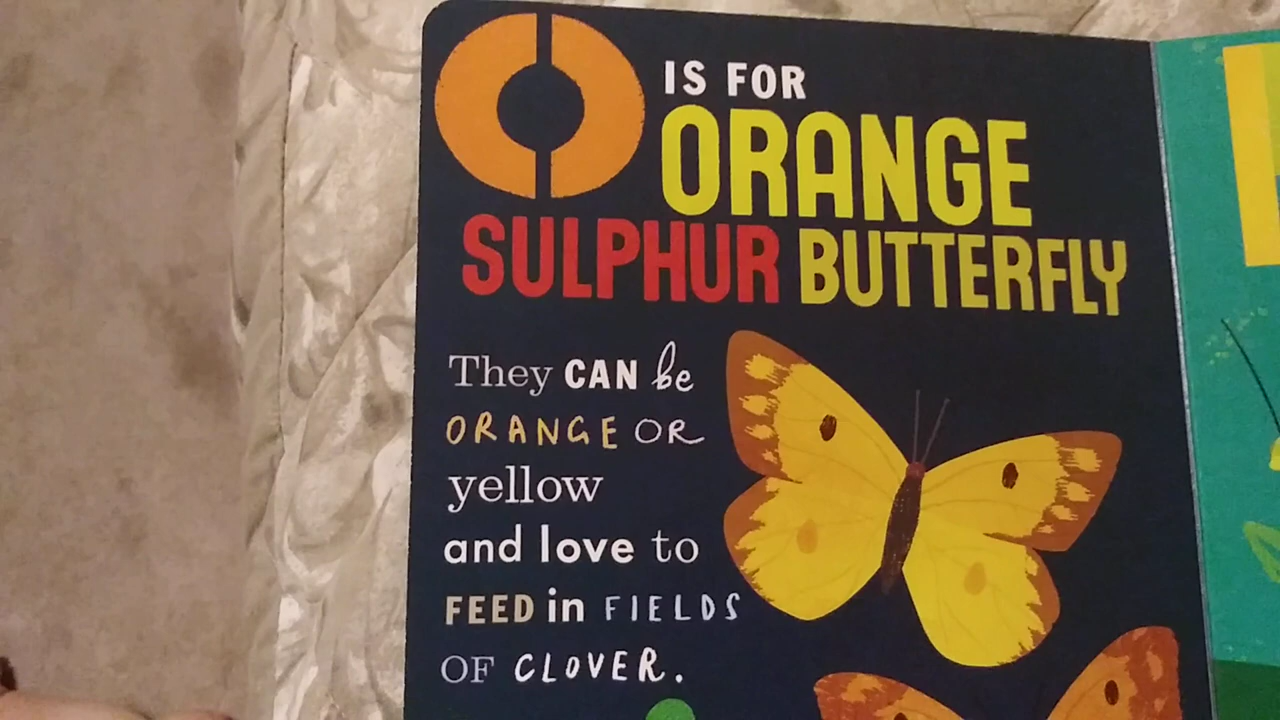 O IS FOR
ORANGE
SULPHUR BUTTERFLY
They CAN be
ORANGE OR
yellow
and love to
FEED in FIELDS
OF CLOVER.